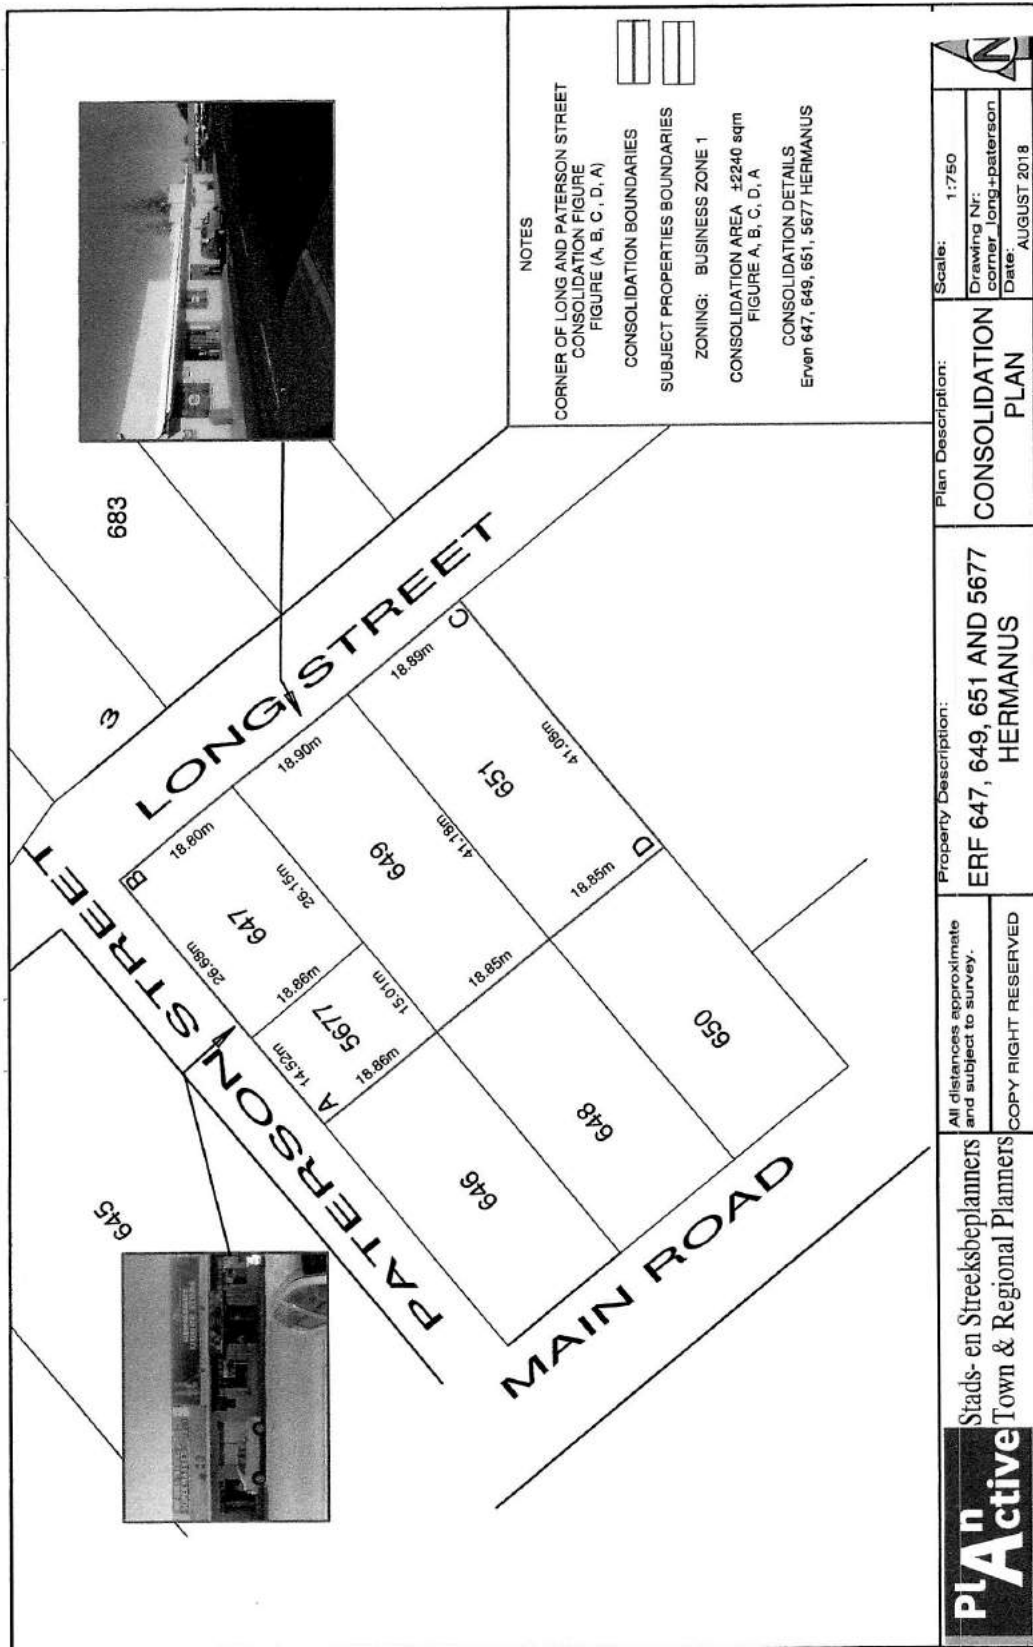 645
683
3
PATERSON STREET
LONG STREET
MAIN ROAD
A
B
C
D
14.52m
26.68m
18.80m
18.90m
18.89m
41.08m
18.85m
18.85m
18.86m
18.86m
26.15m
15.01m
41.18m
5677
647
649
651
646
648
650
NOTES
CORNER OF LONG AND PATERSON STREET
CONSOLIDATION FIGURE
FIGURE (A, B, C, D, A)
CONSOLIDATION BOUNDARIES
SUBJECT PROPERTIES BOUNDARIES
ZONING: BUSINESS ZONE 1
CONSOLIDATION AREA ±2240 sqm
FIGURE A, B, C, D, A
CONSOLIDATION DETAILS
Erven 647, 649, 651, 5677 HERMANUS
Plan Active
Stads- en Streeksbeplanners
Town & Regional Planners
All distances approximate
and subject to survey.
COPY RIGHT RESERVED
Property Description:
ERF 647, 649, 651 AND 5677
HERMANUS
Plan Description:
CONSOLIDATION
PLAN
Scale: 1:750
Drawing Nr:
corner_long+paterson
Date: AUGUST 2018
N